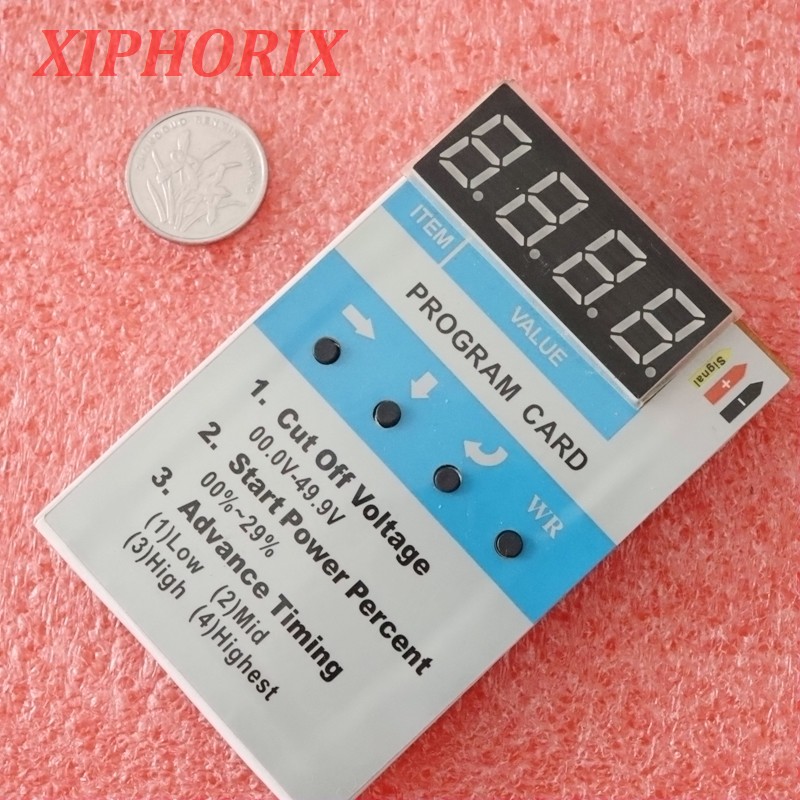 XIPHORIX
ITEM
VALUE
Signal
+
-
PROGRAM CARD
WR
1. Cut Off Voltage
00.0V-49.9V
2. Start Power Percent
00%~29%
3. Advance Timing
(1)Low (2)Mid
(3)High (4)Highest